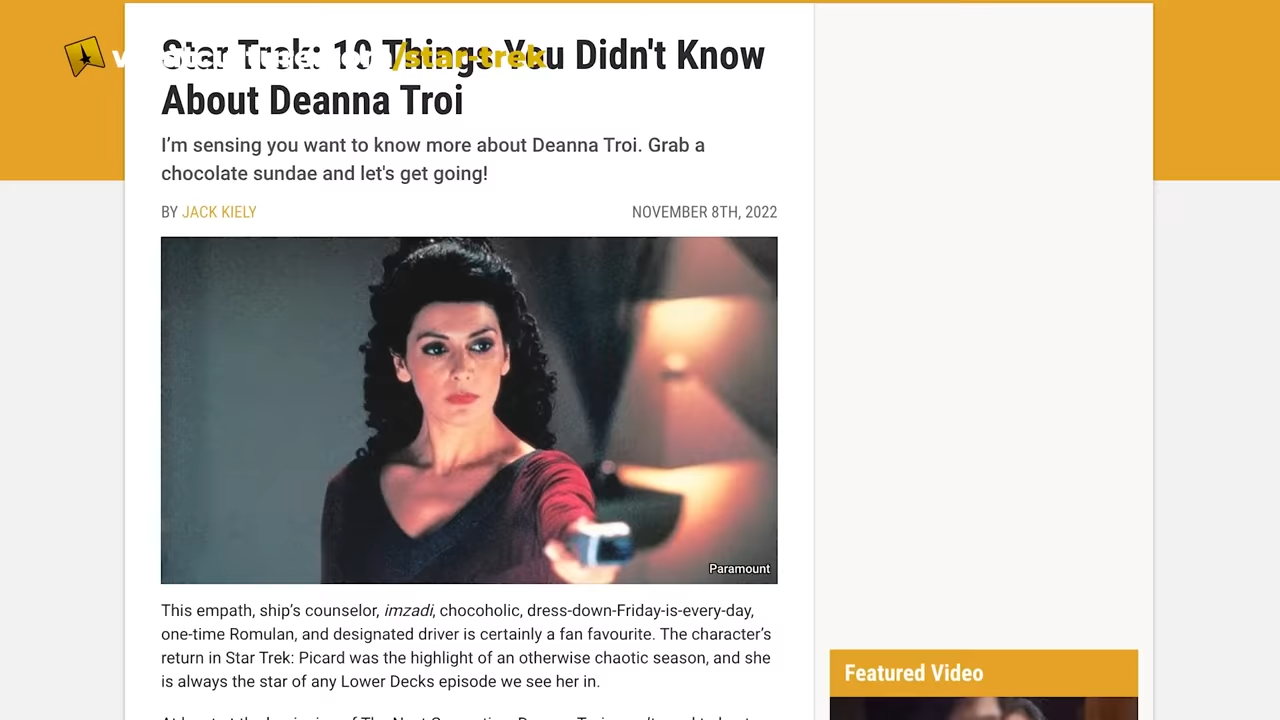 Star Trek: 10 Things You Didn't Know
About Deanna Troi
/star-trek
I’m sensing you want to know more about Deanna Troi. Grab a
chocolate sundae and let's get going!
BY JACK KIELY
NOVEMBER 8TH, 2022
Paramount
This empath, ship’s counselor, imzadi, chocoholic, dress-down-Friday-is-every-day,
one-time Romulan, and designated driver is certainly a fan favourite. The character’s
return in Star Trek: Picard was the highlight of an otherwise chaotic season, and she
is always the star of any Lower Decks episode we see her in.
Featured Video